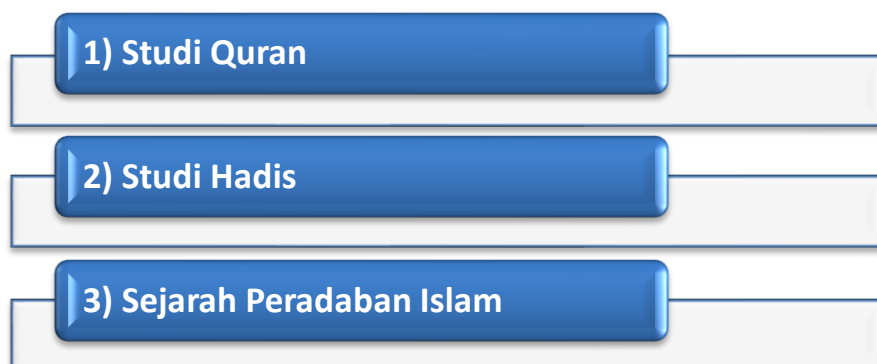 1) Studi Quran
2) Studi Hadis
3) Sejarah Peradaban Islam